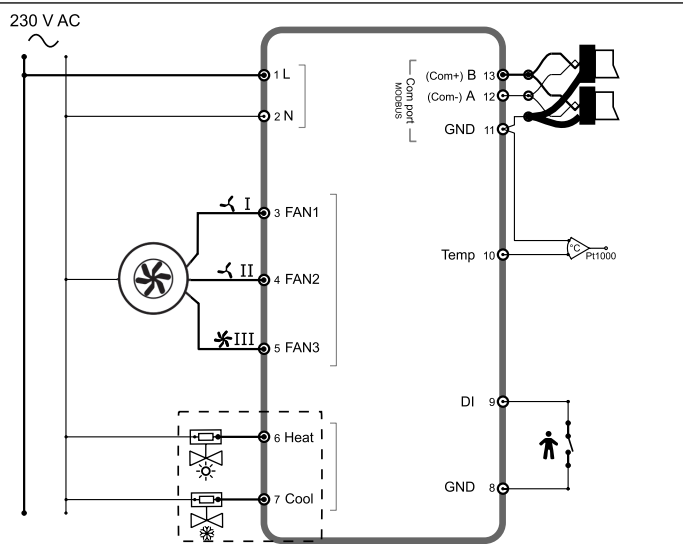 230 V AC
1 L
2 N
I
3 FAN1
II
4 FAN2
III
5 FAN3
6 Heat
7 Cool
Com port
MODBUS
(Com+) B 13
(Com-) A 12
GND 11
Temp 10
°C
Pt1000
DI 9
GND 8